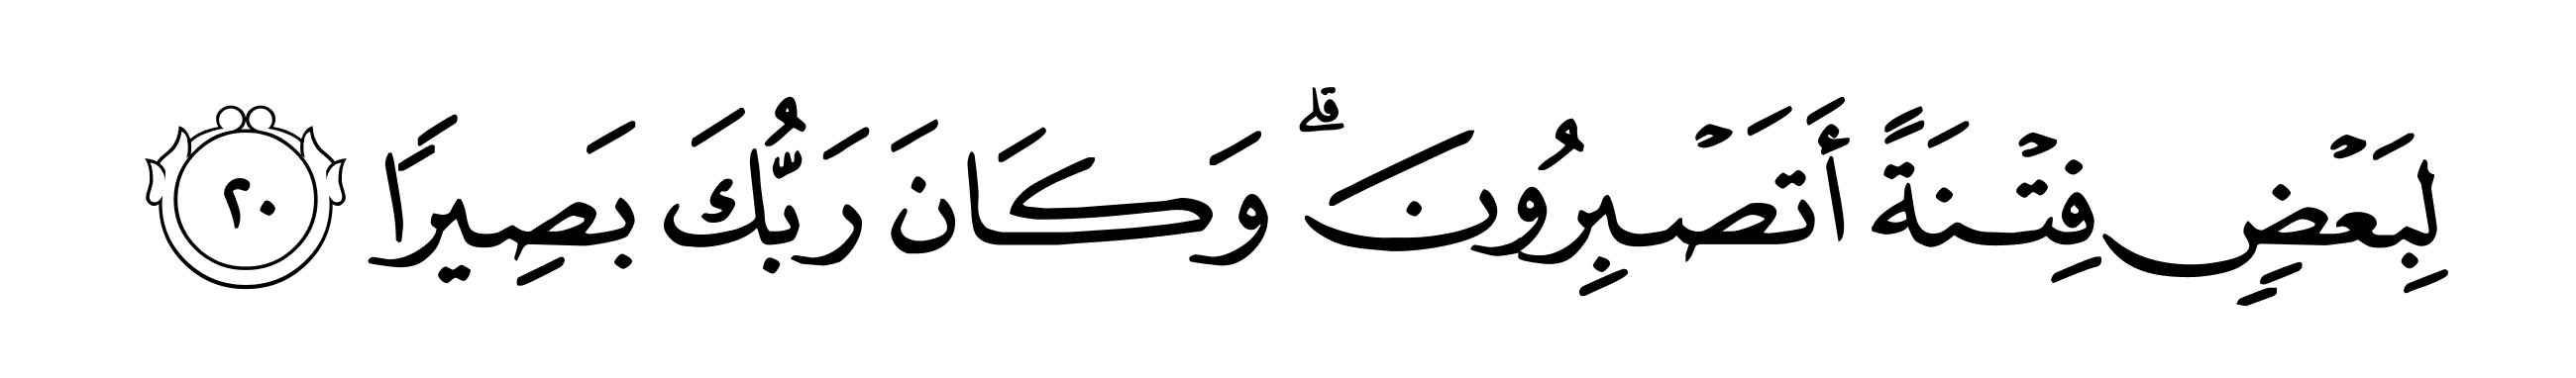 لِبَعْضٍ فِتْنَةً أَتَصْبِرُونَ ۗ وَكَانَ رَبُّكَ بَصِيرًا ٢٠